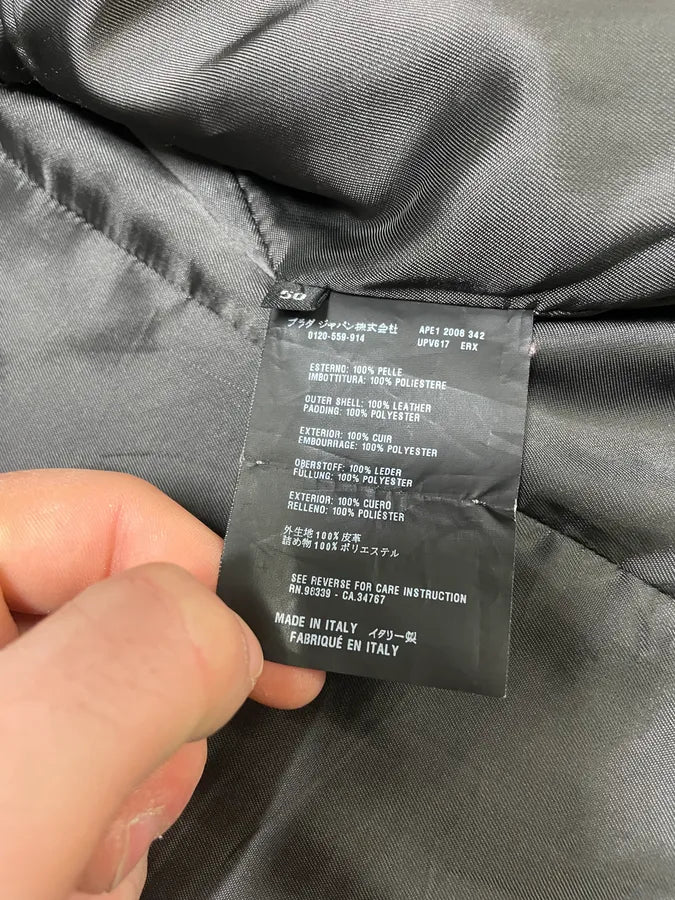 50
プラダ ジャパン株式会社
0120-559-914
APE1 2008 342
UPV617 ERX
ESTERNO: 100% PELLE
IMBOTTITURA: 100% POLIESTERE
OUTER SHELL: 100% LEATHER
PADDING: 100% POLYESTER
EXTERIOR: 100% CUIR
EMBOURRAGE: 100% POLYESTER
OBERSTOFF: 100% LEDER
FÜLLUNG: 100% POLYESTER
EXTERIOR: 100% CUERO
RELLENO: 100% POLIÉSTER
外生地100% 皮革
詰め物100% ポリエステル
SEE REVERSE FOR CARE INSTRUCTION
RN.96339 - CA.34767
MADE IN ITALY イタリー製
FABRIQUÉ EN ITALY